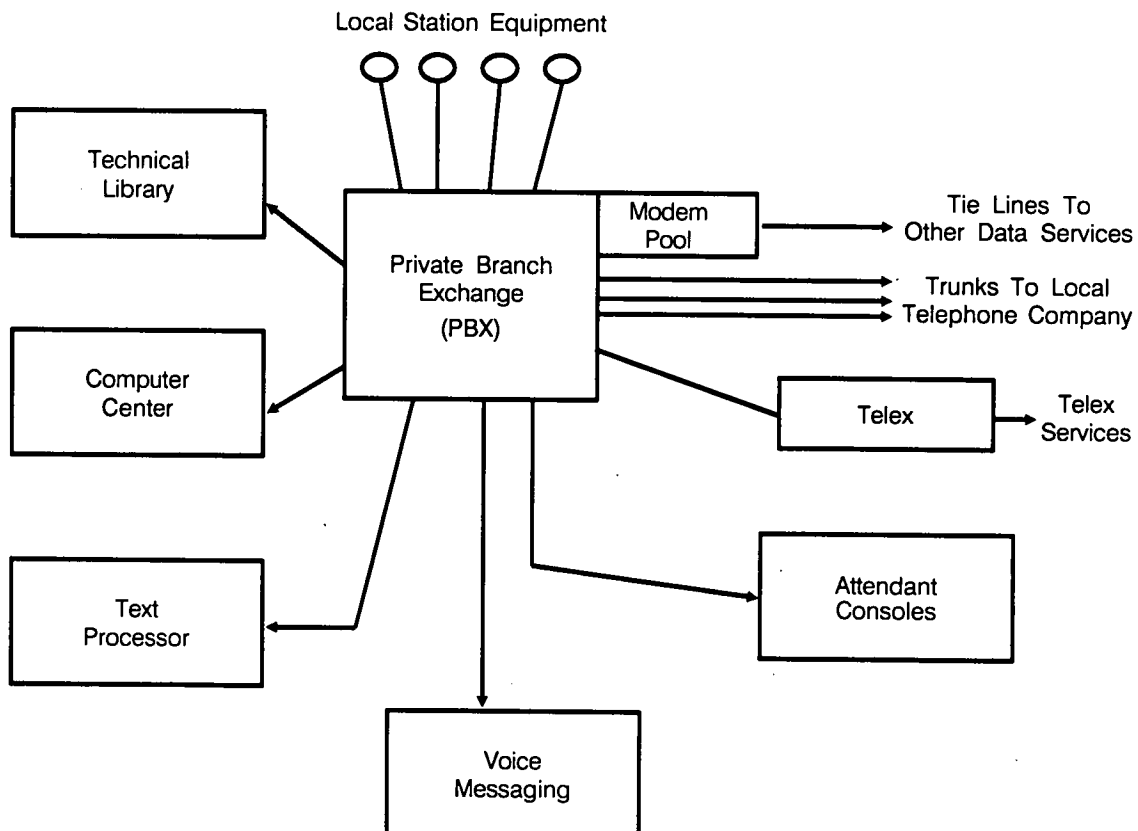 Local Station Equipment
Technical
Library
Modem
Pool
Tie Lines To
Other Data Services
Private Branch
Exchange
(PBX)
Trunks To Local
Telephone Company
Computer
Center
Telex
Telex
Services
Text
Processor
Attendant
Consoles
Voice
Messaging